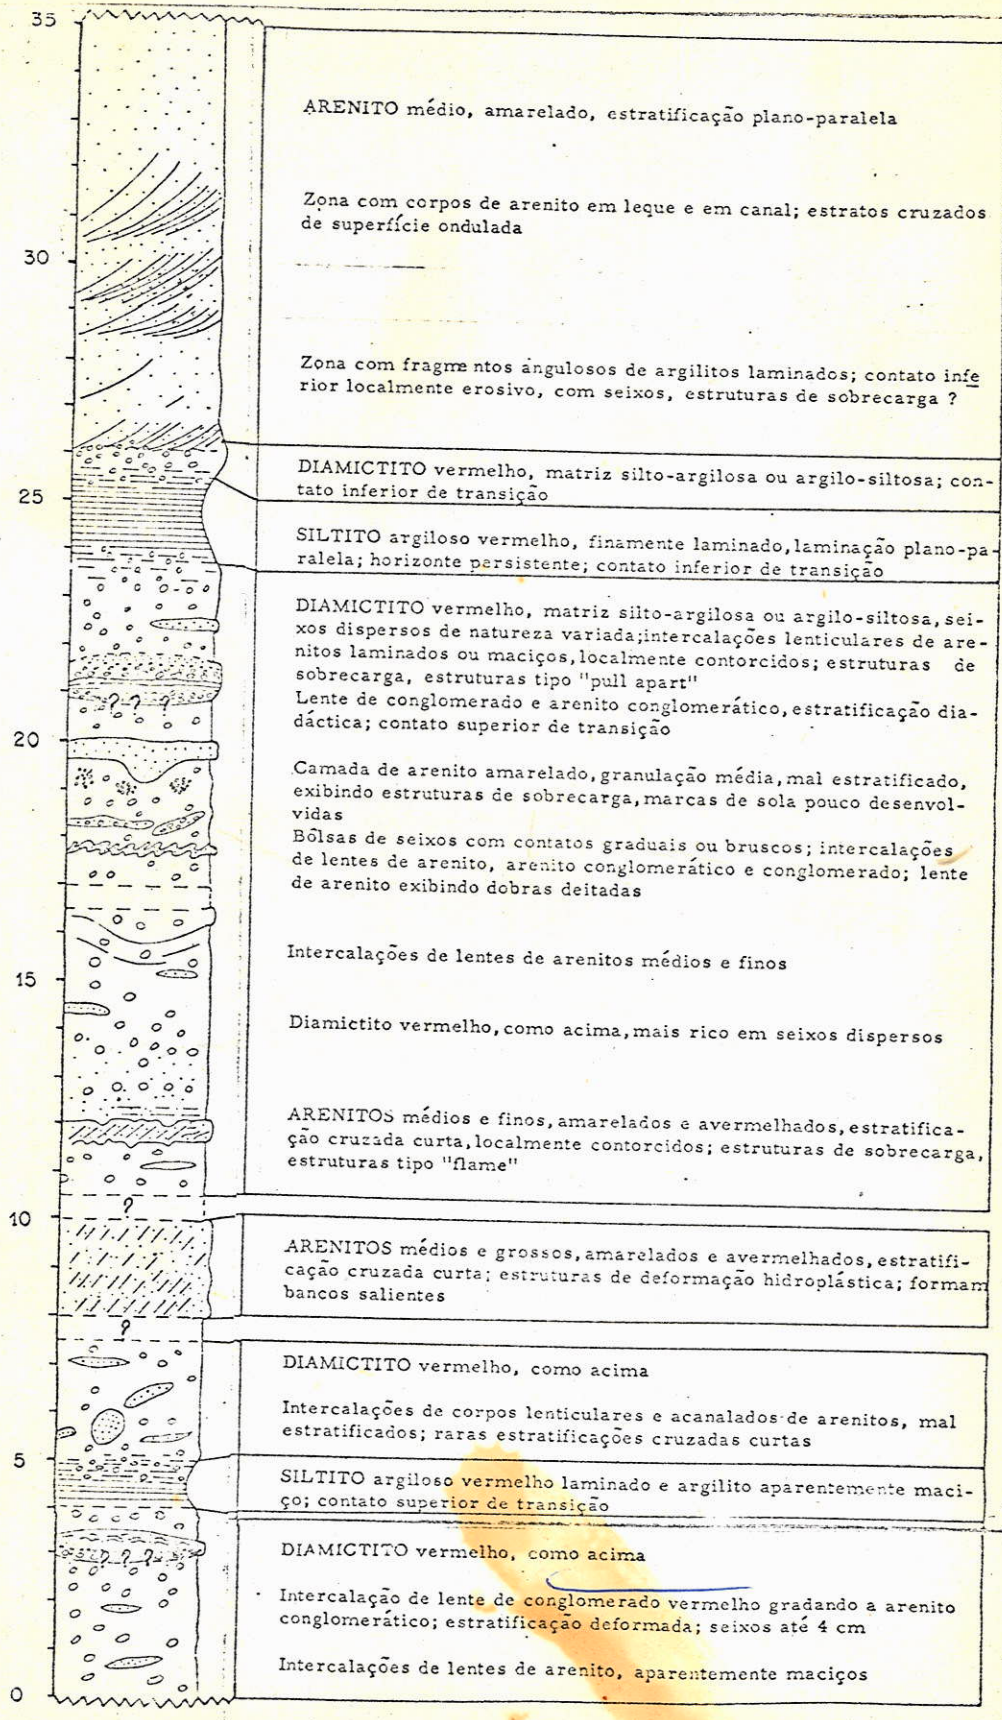 35
ARENITO médio, amarelado, estratificação plano-paralela
Zona com corpos de arenito em leque e em canal; estratos cruzados
de superfície ondulada
30
Zona com fragmentos angulosos de argilitos laminados; contato infe
rior localmente erosivo, com seixos, estruturas de sobrecarga ?
DIAMICTITO vermelho, matriz silto-argilosa ou argilo-siltosa; con-
tato inferior de transição
25
SILTITO argiloso vermelho, finamente laminado, laminação plano-pa-
ralela; horizonte persistente; contato inferior de transição
DIAMICTITO vermelho, matriz silto-argilosa ou argilo-siltosa, sei-
xos dispersos de natureza variada; intercalações lenticulares de are-
nitos laminados ou maciços, localmente contorcidos; estruturas de
sobrecarga, estruturas tipo "pull apart"
? ? ?
Lente de conglomerado e arenito conglomerático, estratificação dia-
dáctica; contato superior de transição
20
Camada de arenito amarelado, granulação média, mal estratificado,
exibindo estruturas de sobrecarga, marcas de sola pouco desenvol-
vidas
Bôlsas de seixos com contatos graduais ou bruscos; intercalações
de lentes de arenito, arenito conglomerático e conglomerado; lente
de arenito exibindo dobras deitadas
Intercalações de lentes de arenitos médios e finos
15
Diamictito vermelho, como acima, mais rico em seixos dispersos
ARENITOS médios e finos, amarelados e avermelhados, estratifica-
ção cruzada curta, localmente contorcidos; estruturas de sobrecarga,
estruturas tipo "flame"
?
10
ARENITOS médios e grossos, amarelados e avermelhados, estratifi-
cação cruzada curta; estruturas de deformação hidroplástica; formam
bancos salientes
?
DIAMICTITO vermelho, como acima
Intercalações de corpos lenticulares e acanalados de arenitos, mal
estratificados; raras estratificações cruzadas curtas
5
SILTITO argiloso vermelho laminado e argilito aparentemente maci-
ço; contato superior de transição
DIAMICTITO vermelho, como acima
? ? ?
Intercalação de lente de conglomerado vermelho gradando a arenito
conglomerático; estratificação deformada; seixos até 4 cm
Intercalações de lentes de arenito, aparentemente maciços
0